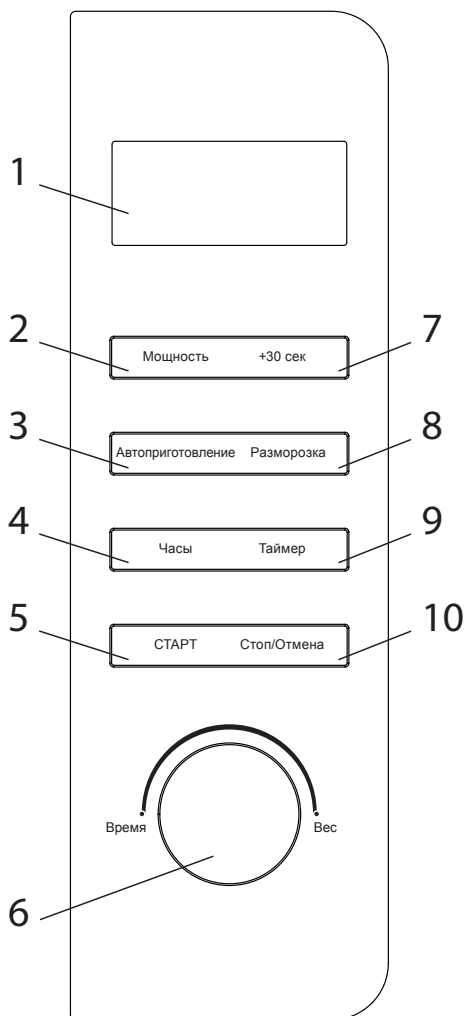 1
2 Мощность +30 сек 7
3 Автоприготовление Разморозка 8
4 Часы Таймер 9
5 СТАРТ Стоп/Отмена 10
Время Вес
6